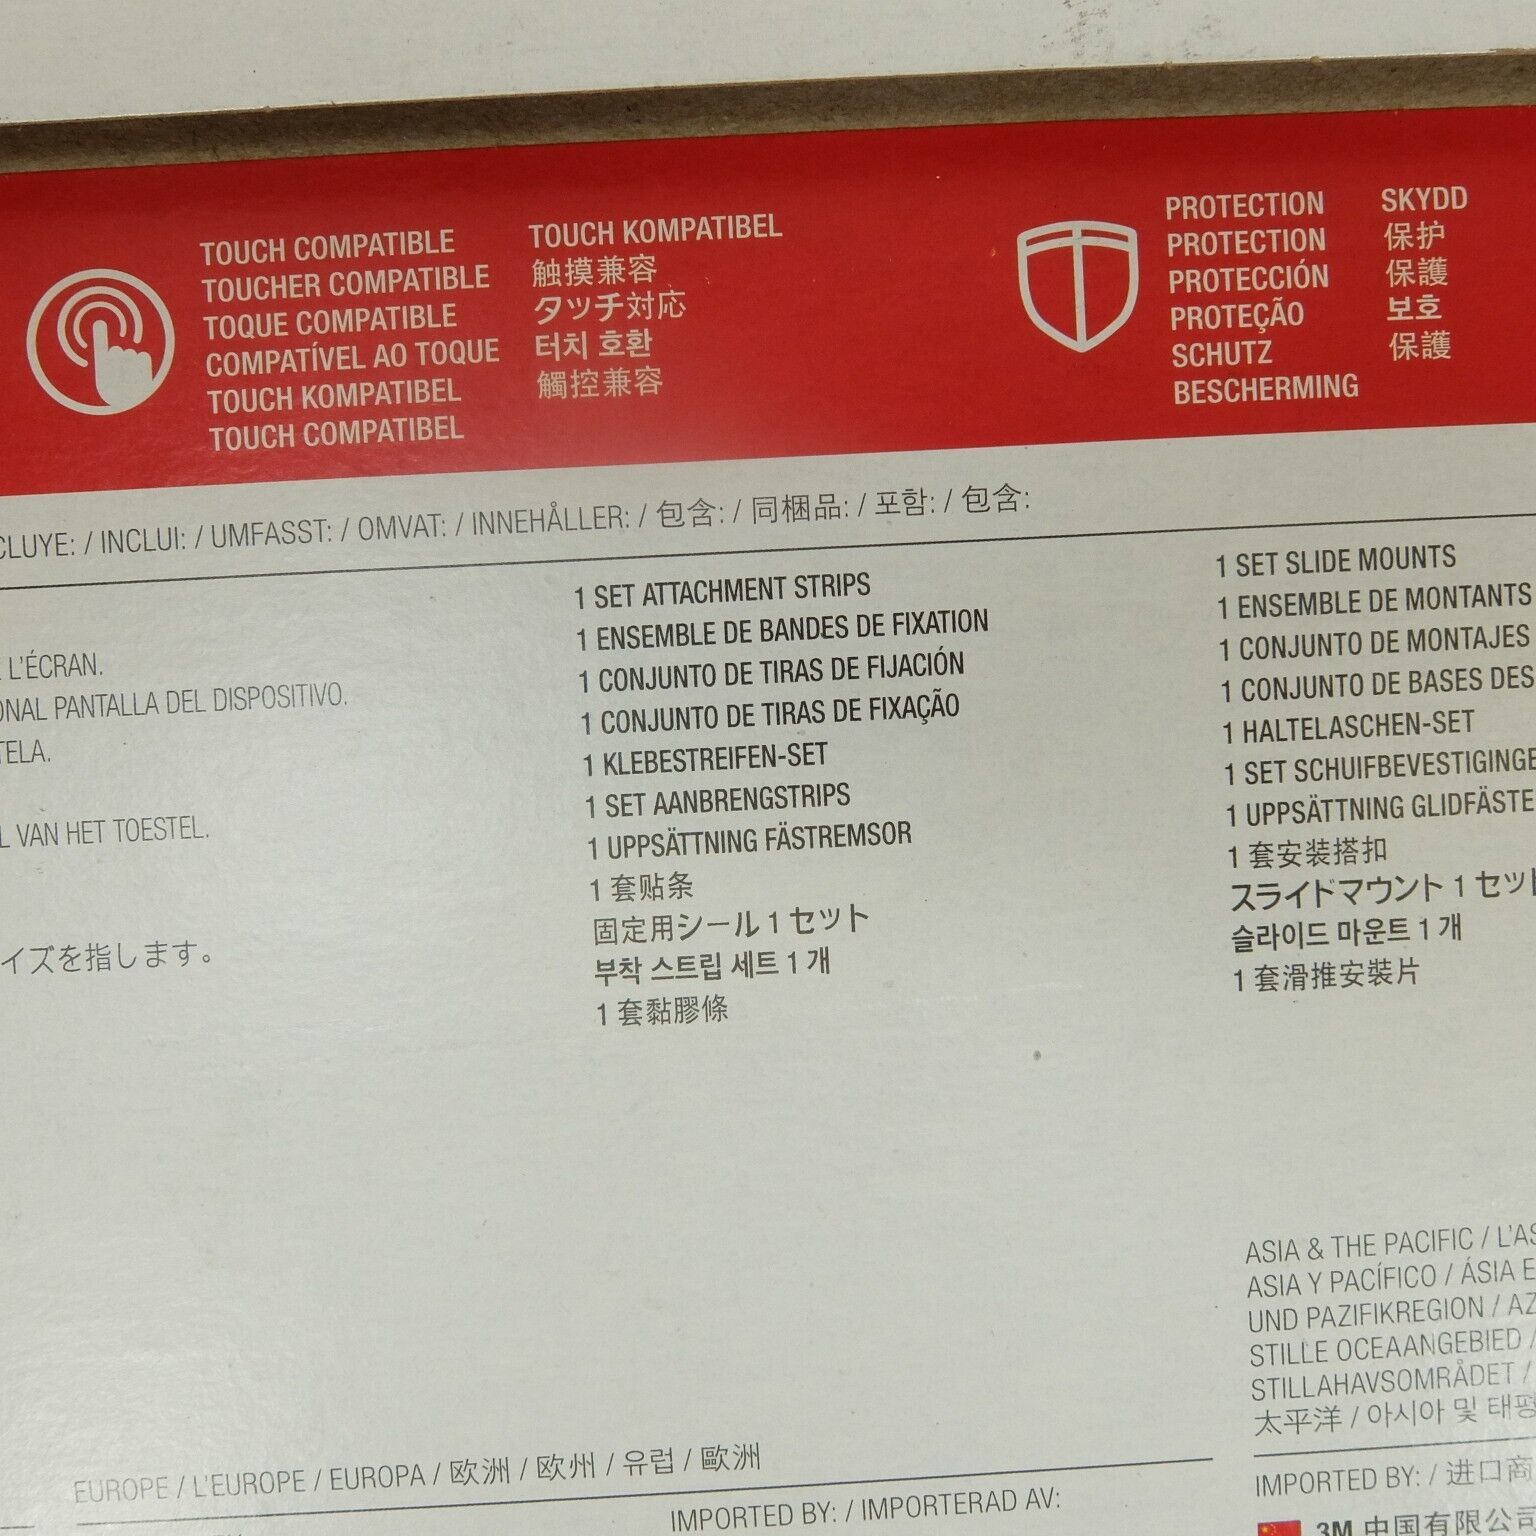 TOUCH COMPATIBLE
TOUCHER COMPATIBLE
TOQUE COMPATIBLE
COMPATÍVEL AO TOQUE
TOUCH KOMPATIBEL
TOUCH COMPATIBEL
TOUCH KOMPATIBEL
触摸兼容
タッチ対応
터치 호환
觸控兼容
PROTECTION
PROTECTION
PROTECCIÓN
PROTEÇÃO
SCHUTZ
BESCHERMING
SKYDD
保护
保護
보호
保護
CLUYE: / INCLUI: / UMFASST: / OMVAT: / INNEHÅLLER: / 包含: / 同梱品: / 포함: / 包含:
L'ÉCRAN.
ONAL PANTALLA DEL DISPOSITIVO.
TELA.
L VAN HET TOESTEL.
イズを指します。
1 SET ATTACHMENT STRIPS
1 ENSEMBLE DE BANDES DE FIXATION
1 CONJUNTO DE TIRAS DE FIJACIÓN
1 CONJUNTO DE TIRAS DE FIXAÇÃO
1 KLEBESTREIFEN-SET
1 SET AANBRENGSTRIPS
1 UPPSÄTTNING FÄSTREMSOR
1 套贴条
固定用シール 1 セット
부착 스트립 세트 1 개
1 套黏膠條
1 SET SLIDE MOUNTS
1 ENSEMBLE DE MONTANTS
1 CONJUNTO DE MONTAJES
1 CONJUNTO DE BASES DES
1 HALTELASCHEN-SET
1 SET SCHUIFBEVESTIGINGE
1 UPPSÄTTNING GLIDFÄSTE
1 套安装搭扣
スライドマウント 1 セット
슬라이드 마운트 1 개
1 套滑推安裝片
EUROPE / L'EUROPE / EUROPA / 欧洲 / 欧州 / 유럽 / 歐洲
IMPORTED BY: / IMPORTERAD AV:
ASIA & THE PACIFIC / L'AS
ASIA Y PACÍFICO / ÁSIA E
UND PAZIFIKREGION / AZ
STILLE OCEAANGEBIED /
STILLAHAVSOMRÅDET /
太平洋 / 아시아 및 태평
IMPORTED BY: / 进口商
3M 中国有限公司